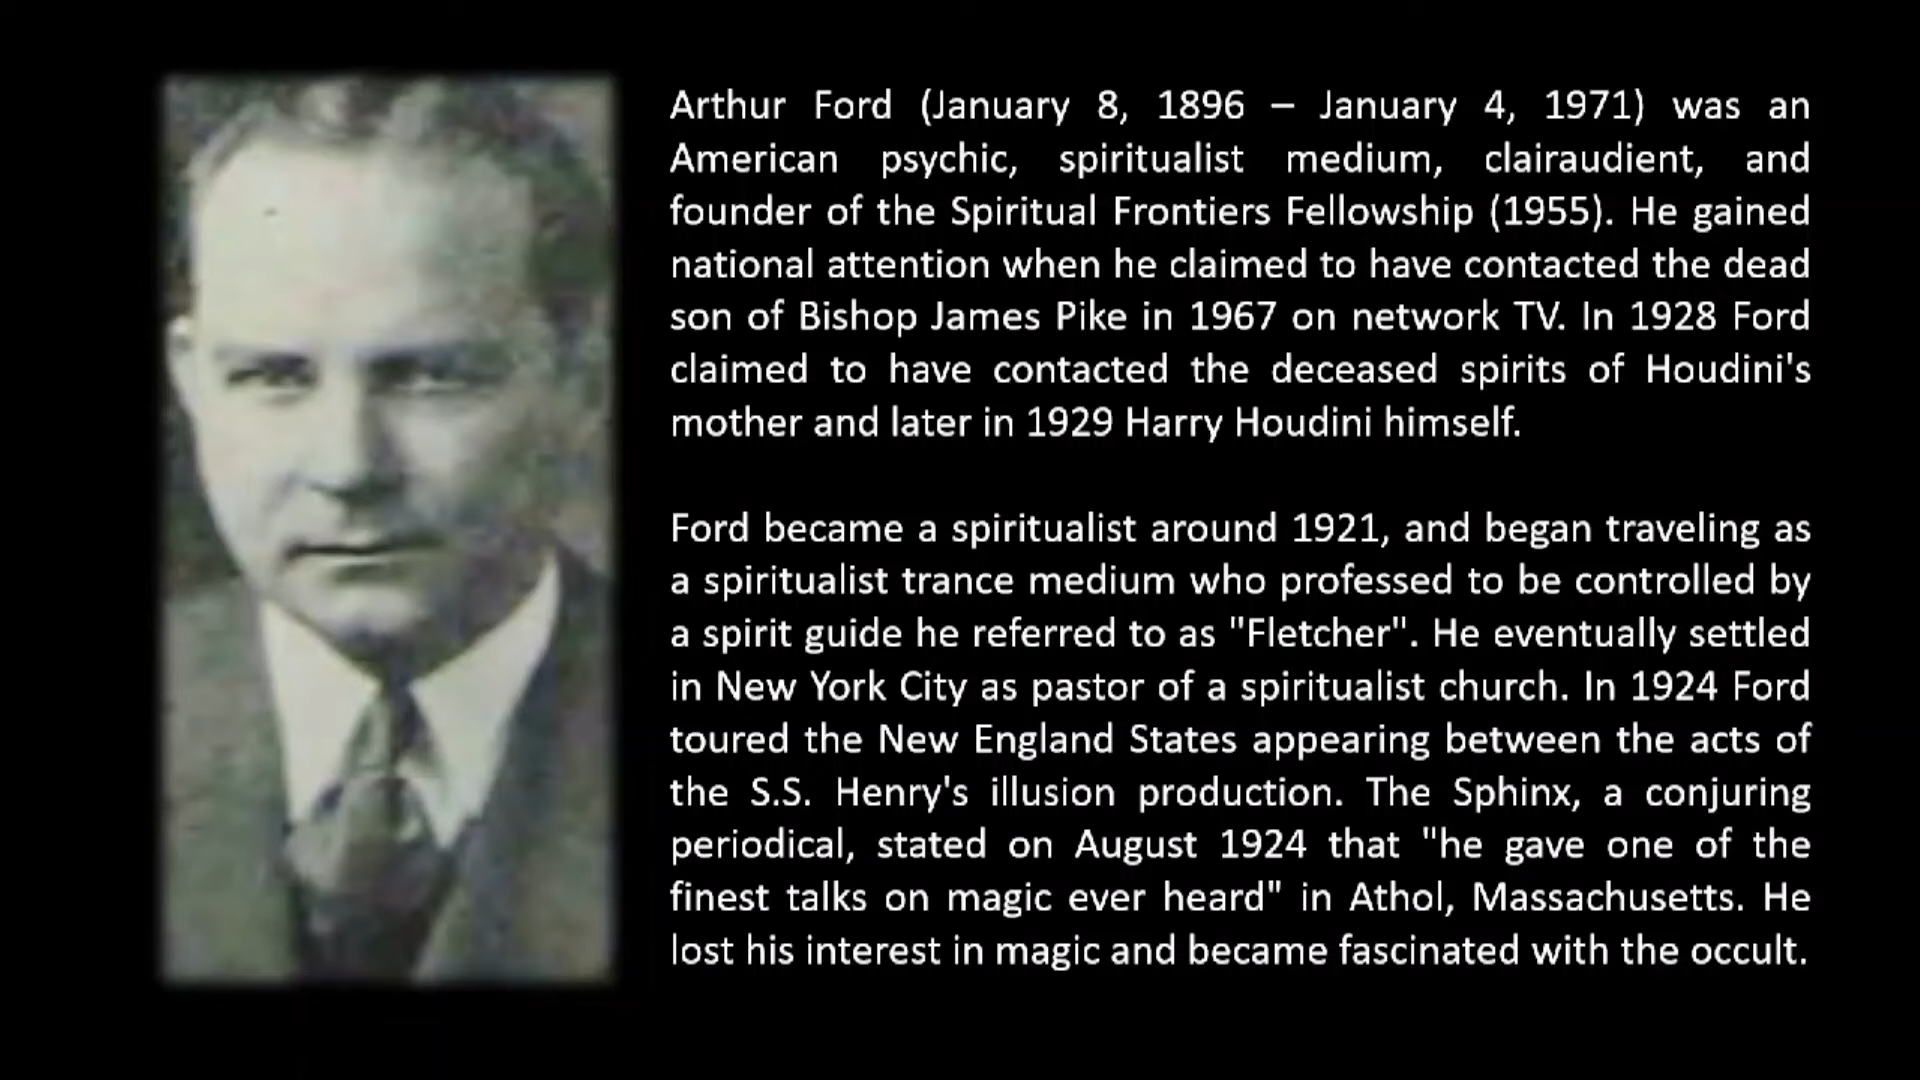 Arthur Ford (January 8, 1896 – January 4, 1971) was an
American psychic, spiritualist medium, clairaudient, and
founder of the Spiritual Frontiers Fellowship (1955). He gained
national attention when he claimed to have contacted the dead
son of Bishop James Pike in 1967 on network TV. In 1928 Ford
claimed to have contacted the deceased spirits of Houdini's
mother and later in 1929 Harry Houdini himself.
Ford became a spiritualist around 1921, and began traveling as
a spiritualist trance medium who professed to be controlled by
a spirit guide he referred to as "Fletcher". He eventually settled
in New York City as pastor of a spiritualist church. In 1924 Ford
toured the New England States appearing between the acts of
the S.S. Henry's illusion production. The Sphinx, a conjuring
periodical, stated on August 1924 that "he gave one of the
finest talks on magic ever heard" in Athol, Massachusetts. He
lost his interest in magic and became fascinated with the occult.